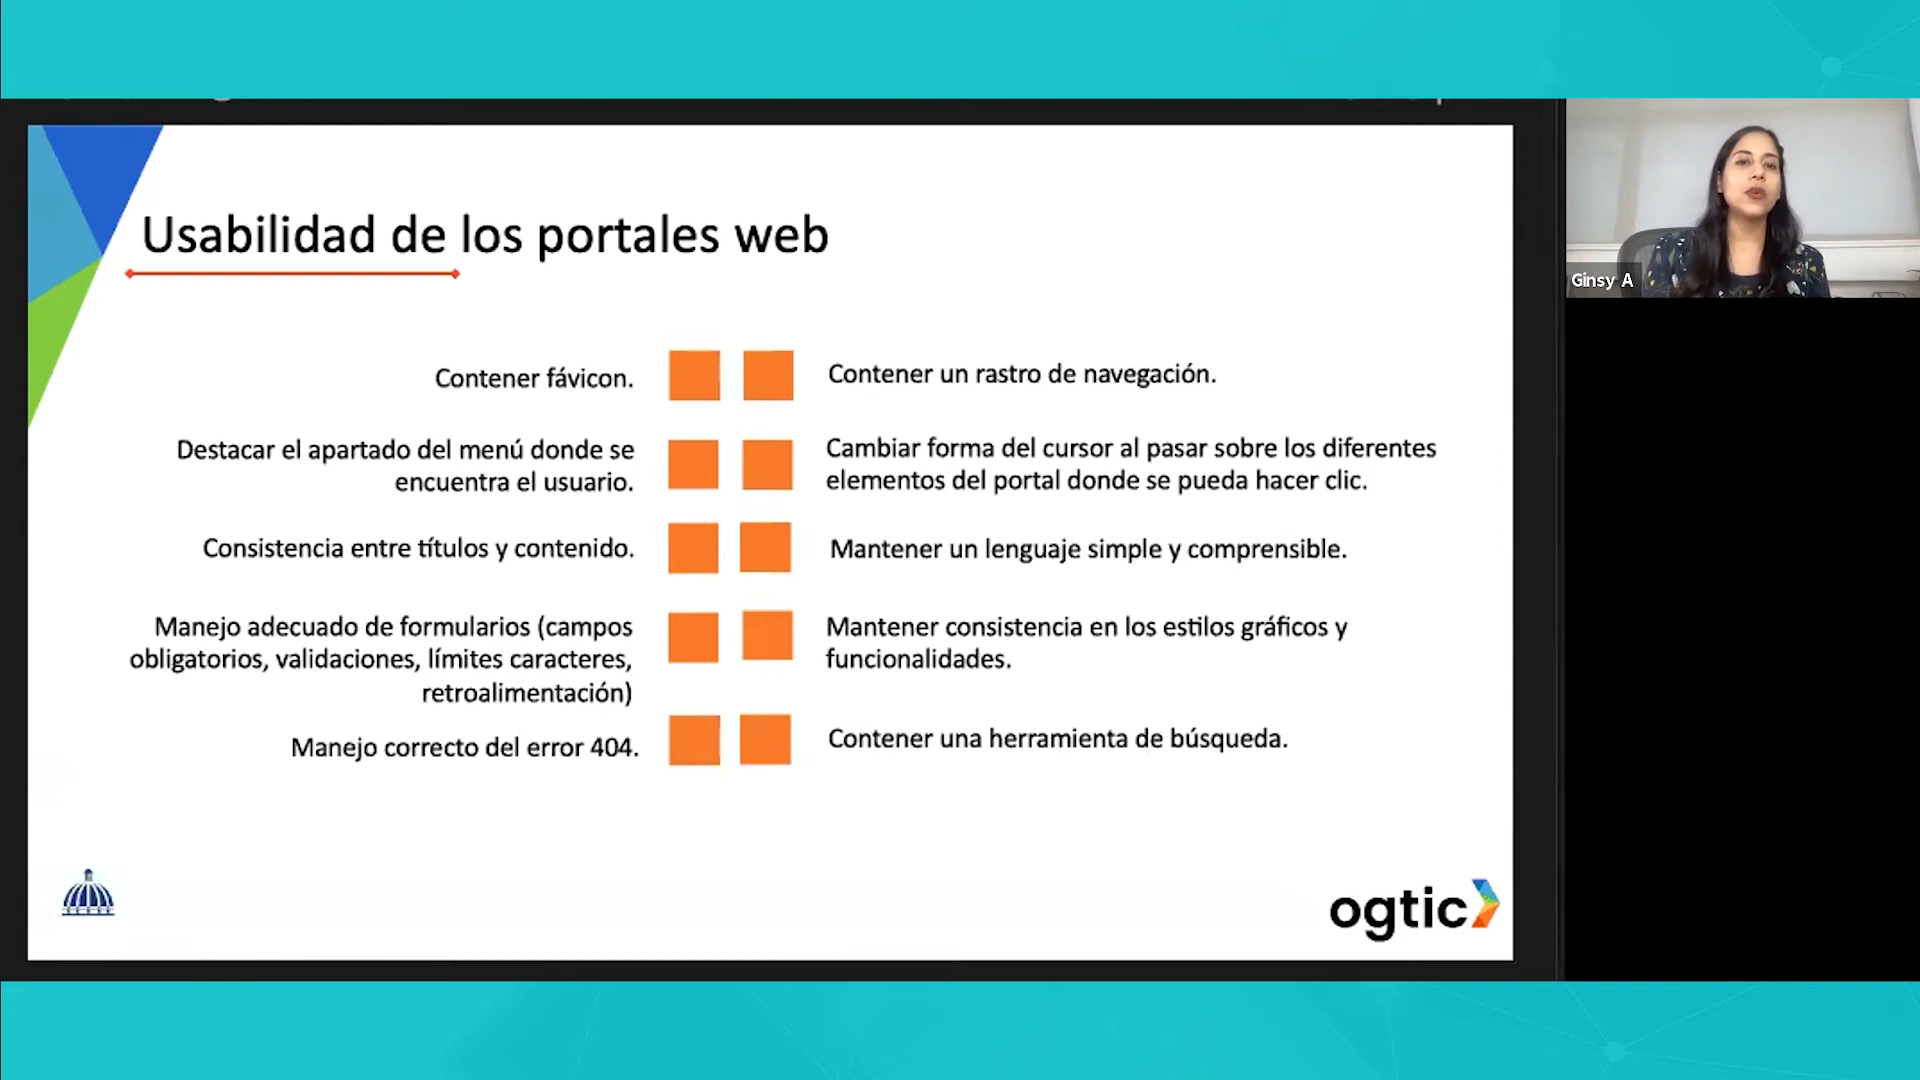 Usabilidad de los portales web
Contener fávicon.
Contener un rastro de navegación.
Destacar el apartado del menú donde se
encuentra el usuario.
Cambiar forma del cursor al pasar sobre los diferentes
elementos del portal donde se pueda hacer clic.
Consistencia entre títulos y contenido.
Mantener un lenguaje simple y comprensible.
Manejo adecuado de formularios (campos
obligatorios, validaciones, límites caracteres,
retroalimentación)
Mantener consistencia en los estilos gráficos y
funcionalidades.
Manejo correcto del error 404.
Contener una herramienta de búsqueda.
ogtic
Ginsy A